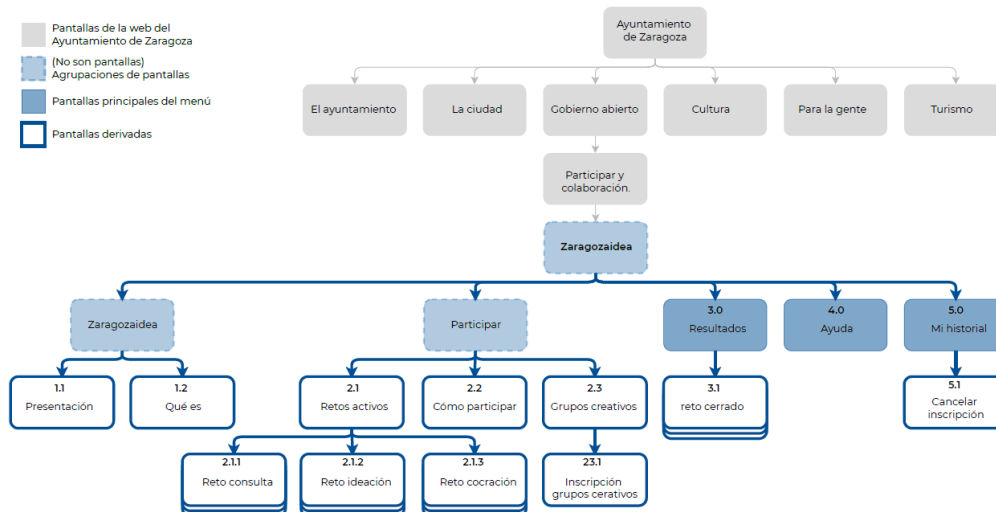 Pantallas de la web del
Ayuntamiento de Zaragoza
(No son pantallas)
Agrupaciones de pantallas
Pantallas principales del menú
Pantallas derivadas
Ayuntamiento
de Zaragoza
El ayuntamiento
La ciudad
Gobierno abierto
Cultura
Para la gente
Turismo
Participar y
colaboración.
Zaragozaidea
Zaragozaidea
Participar
3.0
Resultados
4.0
Ayuda
5.0
Mi historial
1.1
Presentación
1.2
Qué es
2.1
Retos activos
2.2
Cómo participar
2.3
Grupos creativos
3.1
reto cerrado
5.1
Cancelar
inscripción
2.1.1
Reto consulta
2.1.2
Reto ideación
2.1.3
Reto cocración
23.1
Inscripción
grupos cerativos